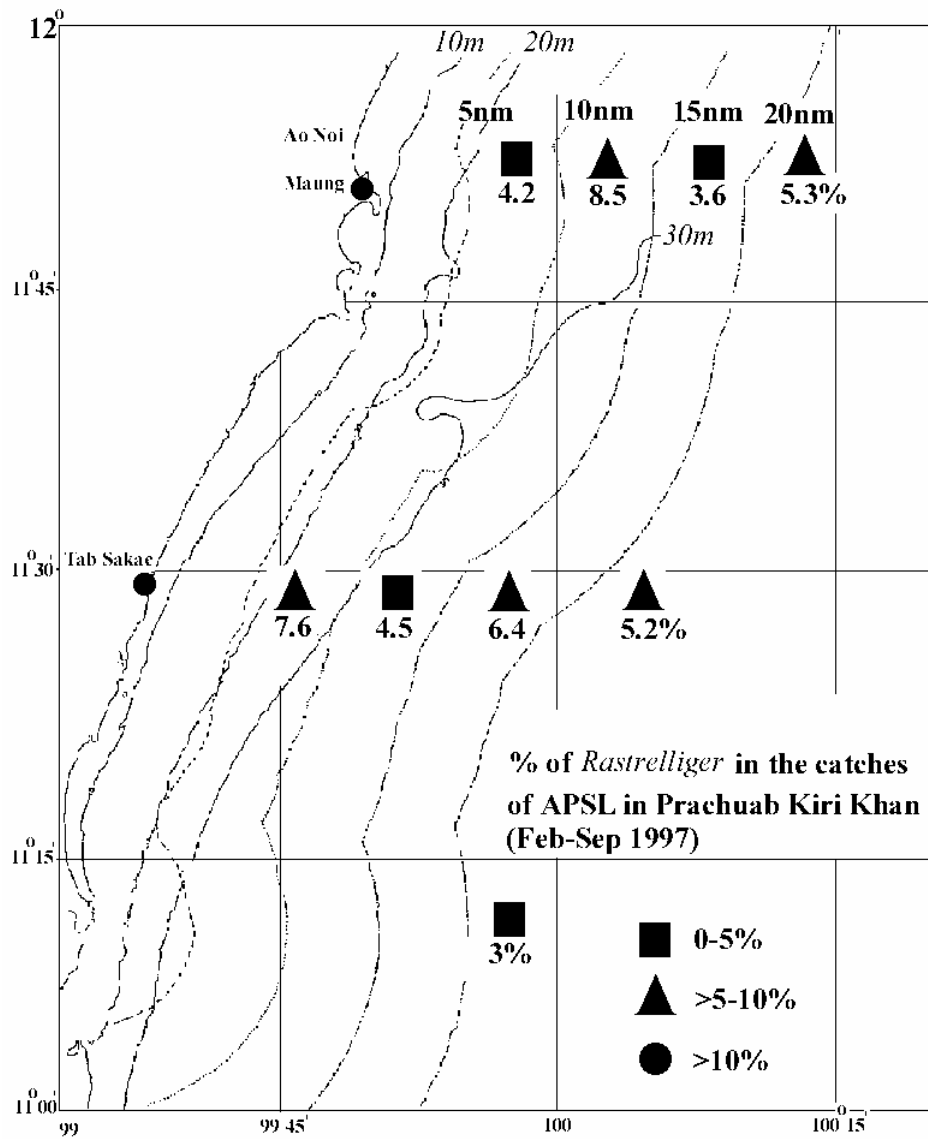 12°
10m 20m
5nm 10nm 15nm 20nm
Ao Noi
Maung
4.2 8.5 3.6 5.3%
30m
11°45'
Tab Sakae
11°30'
7.6 4.5 6.4 5.2%
% of Rastrelliger in the catches
of APSL in Prachuab Kiri Khan
(Feb-Sep 1997)
11°15'
3%
0-5%
>5-10%
>10%
11°00'
99 99 45' 100 100 15'